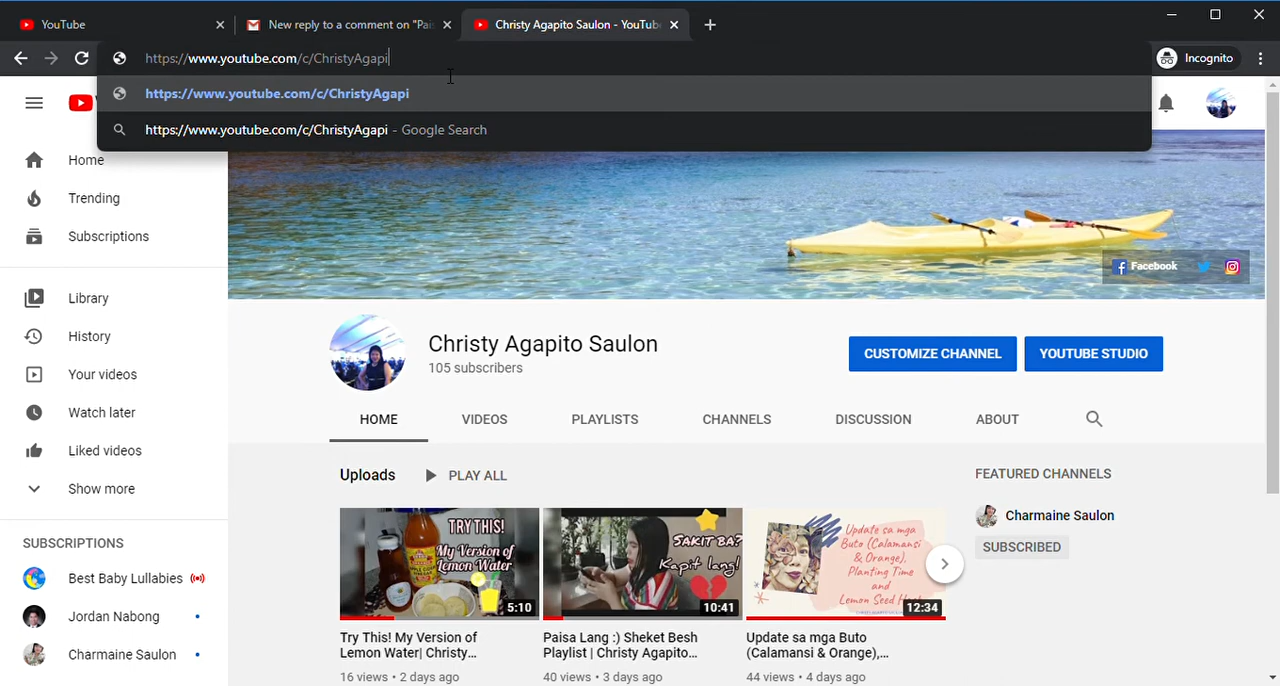 YouTube
New reply to a comment on "Pai
Christy Agapito Saulon - YouTub
https://www.youtube.com/c/ChristyAgapi
Incognito
https://www.youtube.com/c/ChristyAgapi
https://www.youtube.com/c/ChristyAgapi - Google Search
Home
Trending
Subscriptions
Library
History
Your videos
Watch later
Liked videos
Show more
SUBSCRIPTIONS
Best Baby Lullabies
Jordan Nabong
Charmaine Saulon
Facebook
Christy Agapito Saulon
105 subscribers
CUSTOMIZE CHANNEL
YOUTUBE STUDIO
HOME
VIDEOS
PLAYLISTS
CHANNELS
DISCUSSION
ABOUT
Uploads
PLAY ALL
TRY THIS!
My Version of
Lemon Water
5:10
Try This! My Version of
Lemon Water| Christy...
16 views • 2 days ago
SAKIT BA?
Kapit lang!
10:41
Paisa Lang :) Sheket Besh
Playlist | Christy Agapito...
40 views • 3 days ago
Update sa mga
Buto (Calamansi
& Orange),
Planting Time
and
Lemon Seed
12:34
Update sa mga Buto
(Calamansi & Orange),...
44 views • 4 days ago
FEATURED CHANNELS
Charmaine Saulon
SUBSCRIBED